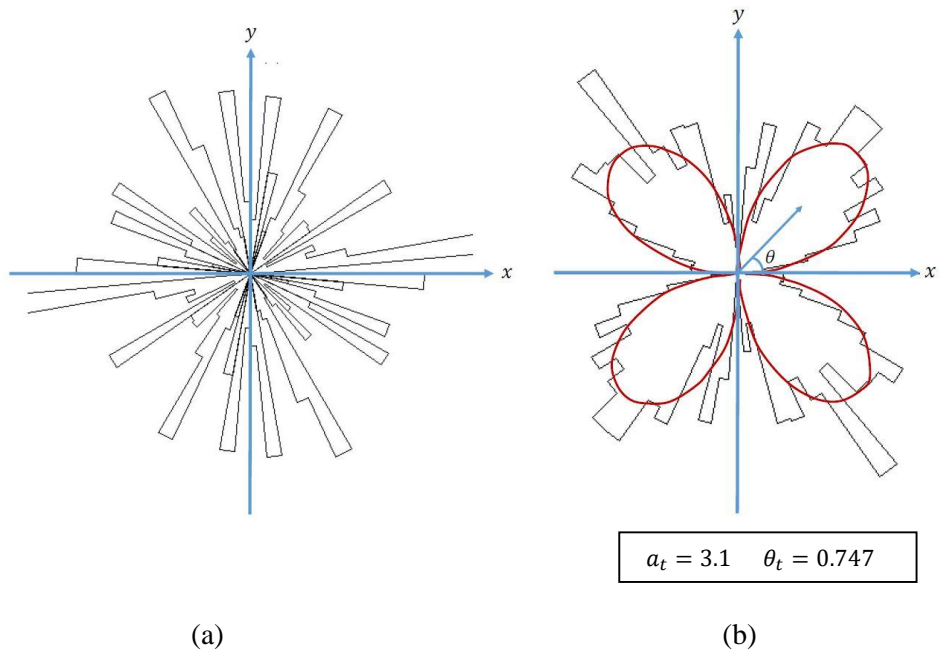 y
x
(a)
y
θ
x
a_t = 3.1 θ_t = 0.747
(b)